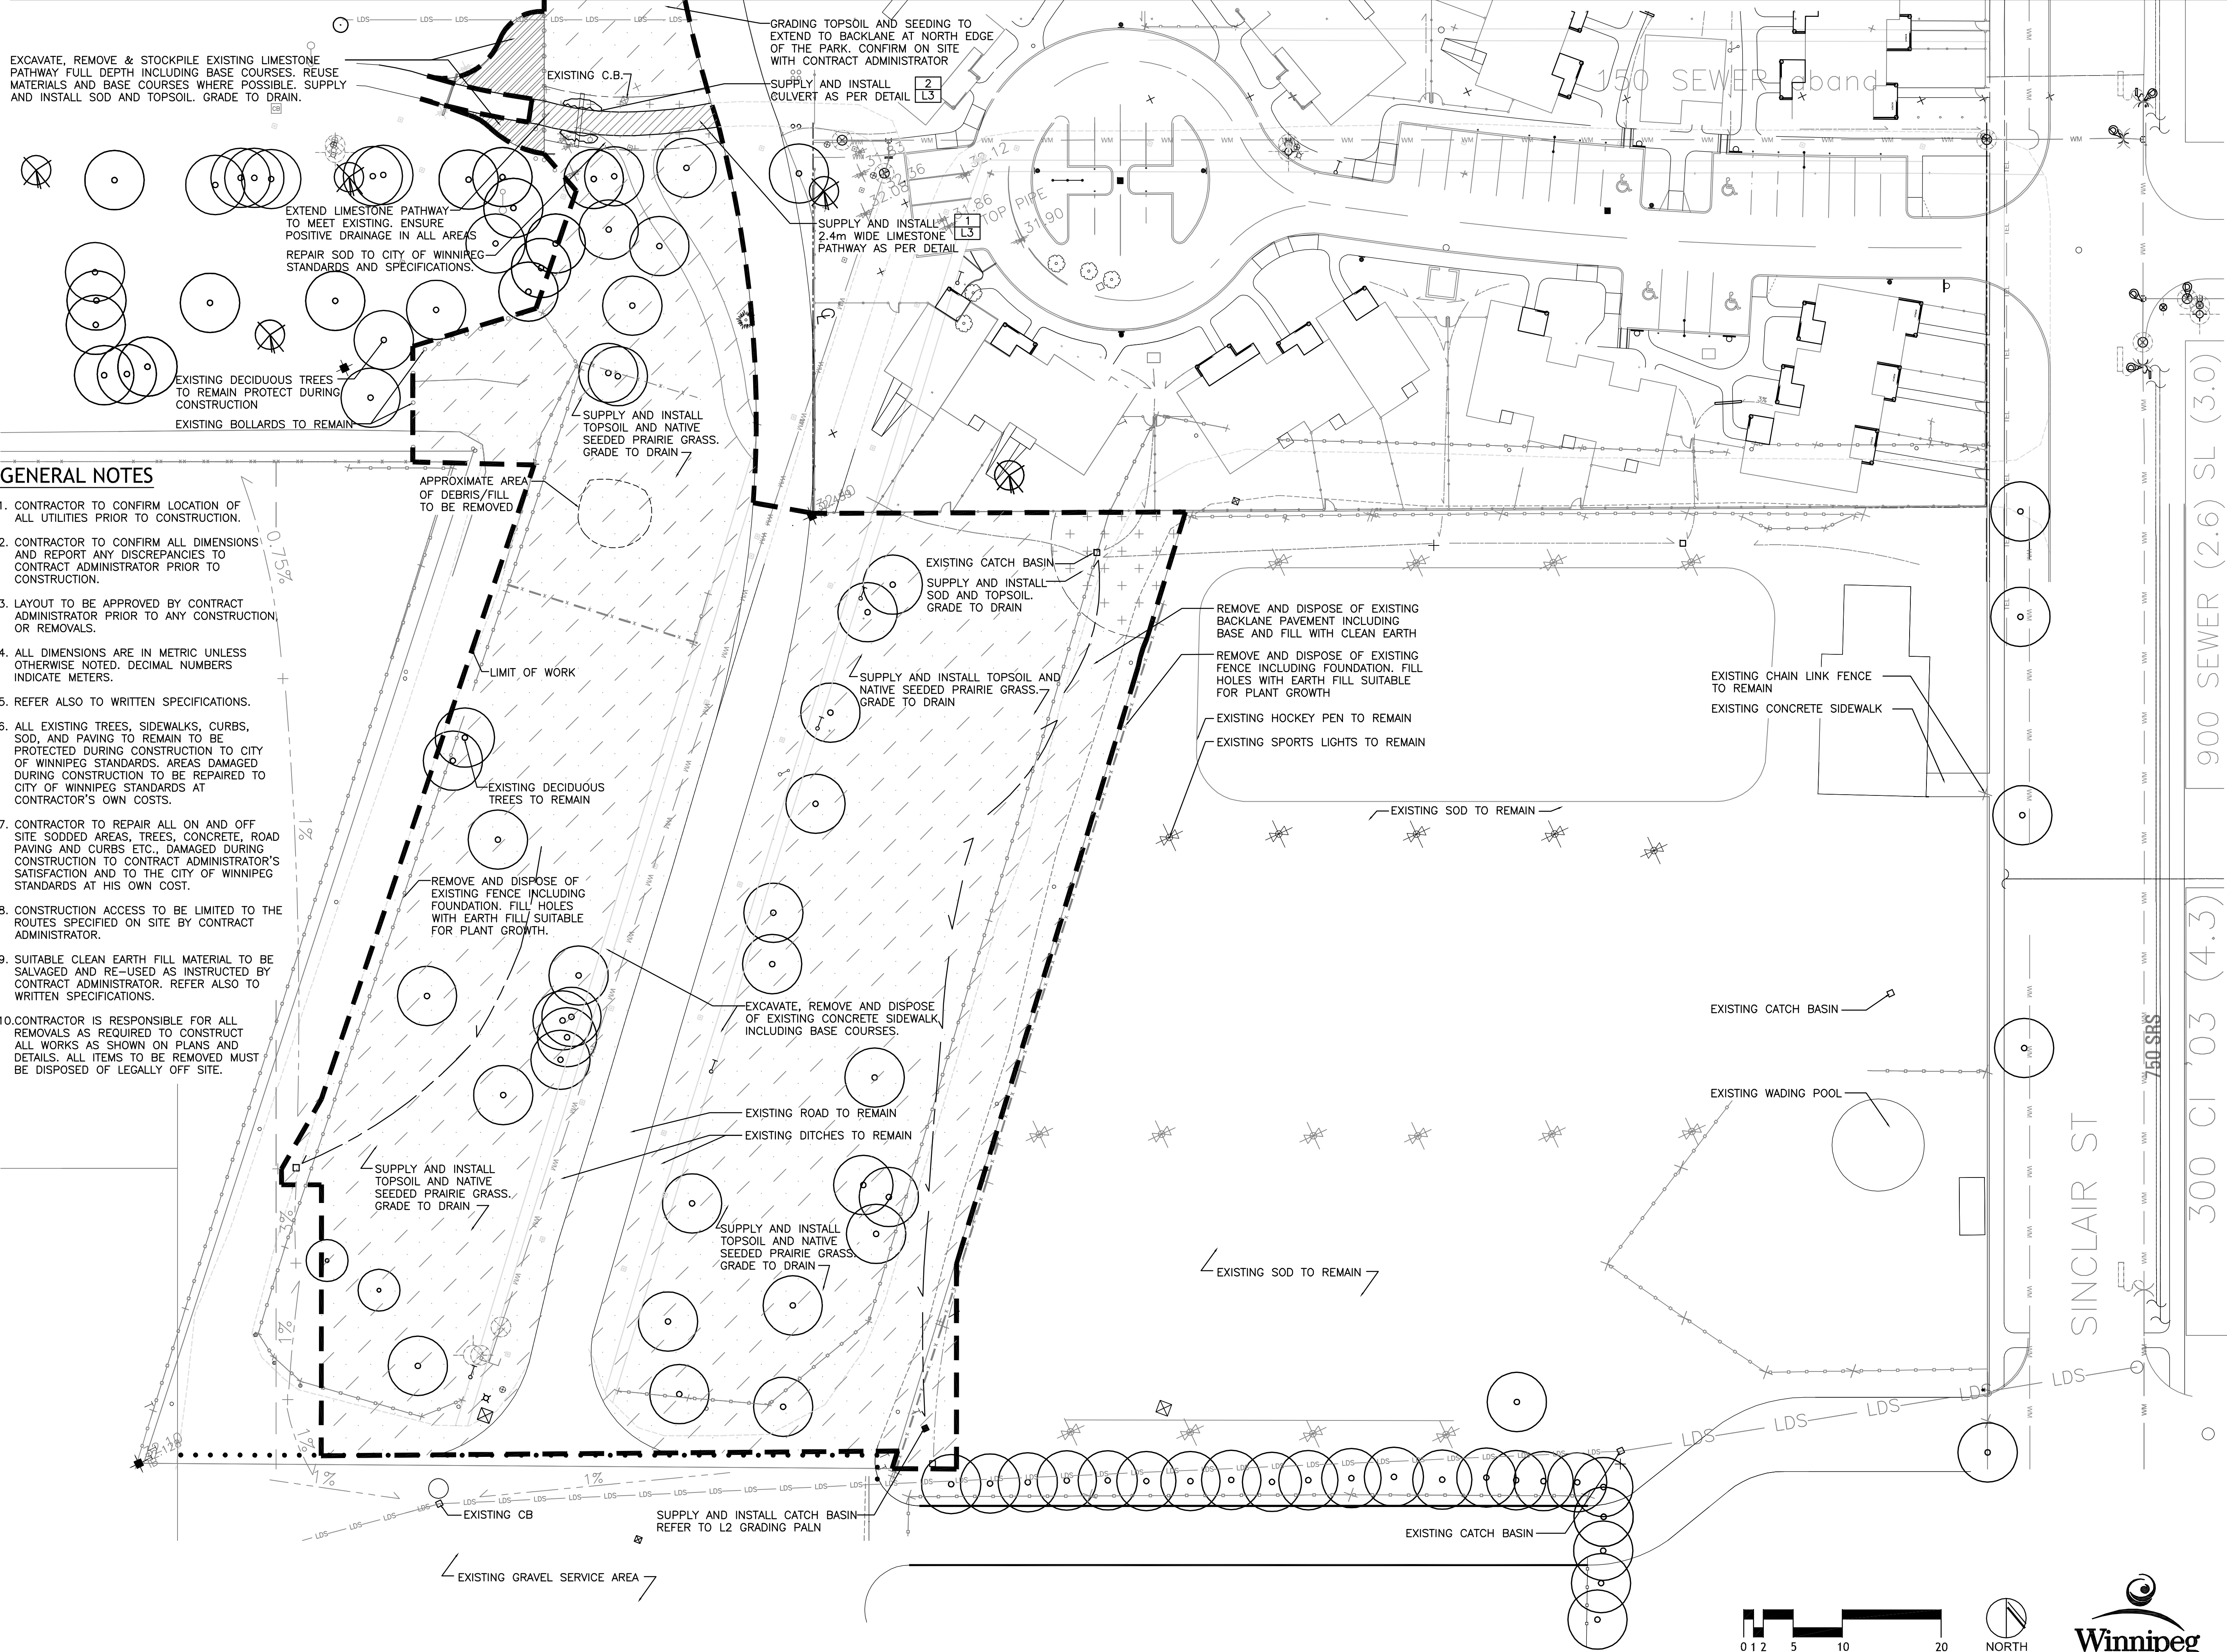 EXCAVATE, REMOVE & STOCKPILE EXISTING LIMESTONE
PATHWAY FULL DEPTH INCLUDING BASE COURSES. REUSE
MATERIALS AND BASE COURSES WHERE POSSIBLE. SUPPLY
AND INSTALL SOD AND TOPSOIL. GRADE TO DRAIN.
EXISTING C.B.
GRADING TOPSOIL AND SEEDING TO
EXTEND TO BACKLANE AT NORTH EDGE
OF THE PARK. CONFIRM ON SITE
WITH CONTRACT ADMINISTRATOR
SUPPLY AND INSTALL
CULVERT AS PER DETAIL
2
L3
150 SEWER aband
EXTEND LIMESTONE PATHWAY
TO MEET EXISTING. ENSURE
POSITIVE DRAINAGE IN ALL AREAS
REPAIR SOD TO CITY OF WINNIPEG
STANDARDS AND SPECIFICATIONS.
SUPPLY AND INSTALL
2.4m WIDE LIMESTONE
PATHWAY AS PER DETAIL
1
L3
TOP PIPE
31.90
31.86
32.12
EXISTING DECIDUOUS TREES
TO REMAIN PROTECT DURING
CONSTRUCTION
EXISTING BOLLARDS TO REMAIN
SUPPLY AND INSTALL
TOPSOIL AND NATIVE
SEEDED PRAIRIE GRASS.
GRADE TO DRAIN
APPROXIMATE AREA
OF DEBRIS/FILL
TO BE REMOVED
GENERAL NOTES
1. CONTRACTOR TO CONFIRM LOCATION OF
ALL UTILITIES PRIOR TO CONSTRUCTION.
2. CONTRACTOR TO CONFIRM ALL DIMENSIONS
AND REPORT ANY DISCREPANCIES TO
CONTRACT ADMINISTRATOR PRIOR TO
CONSTRUCTION.
3. LAYOUT TO BE APPROVED BY CONTRACT
ADMINISTRATOR PRIOR TO ANY CONSTRUCTION
OR REMOVALS.
4. ALL DIMENSIONS ARE IN METRIC UNLESS
OTHERWISE NOTED. DECIMAL NUMBERS
INDICATE METERS.
5. REFER ALSO TO WRITTEN SPECIFICATIONS.
6. ALL EXISTING TREES, SIDEWALKS, CURBS,
SOD, AND PAVING TO REMAIN TO BE
PROTECTED DURING CONSTRUCTION TO CITY
OF WINNIPEG STANDARDS. AREAS DAMAGED
DURING CONSTRUCTION TO BE REPAIRED TO
CITY OF WINNIPEG STANDARDS AT
CONTRACTOR'S OWN COSTS.
7. CONTRACTOR TO REPAIR ALL ON AND OFF
SITE SODDED AREAS, TREES, CONCRETE, ROAD
PAVING AND CURBS ETC., DAMAGED DURING
CONSTRUCTION TO CONTRACT ADMINISTRATOR'S
SATISFACTION AND TO THE CITY OF WINNIPEG
STANDARDS AT HIS OWN COST.
8. CONSTRUCTION ACCESS TO BE LIMITED TO THE
ROUTES SPECIFIED ON SITE BY CONTRACT
ADMINISTRATOR.
9. SUITABLE CLEAN EARTH FILL MATERIAL TO BE
SALVAGED AND RE-USED AS INSTRUCTED BY
CONTRACT ADMINISTRATOR. REFER ALSO TO
WRITTEN SPECIFICATIONS.
10.CONTRACTOR IS RESPONSIBLE FOR ALL
REMOVALS AS REQUIRED TO CONSTRUCT
ALL WORKS AS SHOWN ON PLANS AND
DETAILS. ALL ITEMS TO BE REMOVED MUST
BE DISPOSED OF LEGALLY OFF SITE.
0.75%
1%
LIMIT OF WORK
EXISTING CATCH BASIN
SUPPLY AND INSTALL
SOD AND TOPSOIL.
GRADE TO DRAIN
SUPPLY AND INSTALL TOPSOIL AND
NATIVE SEEDED PRAIRIE GRASS.
GRADE TO DRAIN
REMOVE AND DISPOSE OF EXISTING
BACKLANE PAVEMENT INCLUDING
BASE AND FILL WITH CLEAN EARTH
REMOVE AND DISPOSE OF EXISTING
FENCE INCLUDING FOUNDATION. FILL
HOLES WITH EARTH FILL SUITABLE
FOR PLANT GROWTH
EXISTING HOCKEY PEN TO REMAIN
EXISTING SPORTS LIGHTS TO REMAIN
EXISTING SOD TO REMAIN
EXISTING CHAIN LINK FENCE
TO REMAIN
EXISTING CONCRETE SIDEWALK
EXISTING DECIDUOUS
TREES TO REMAIN
REMOVE AND DISPOSE OF
EXISTING FENCE INCLUDING
FOUNDATION. FILL HOLES
WITH EARTH FILL SUITABLE
FOR PLANT GROWTH.
EXCAVATE, REMOVE AND DISPOSE
OF EXISTING CONCRETE SIDEWALK
INCLUDING BASE COURSES.
EXISTING CATCH BASIN
EXISTING WADING POOL
EXISTING ROAD TO REMAIN
EXISTING DITCHES TO REMAIN
SUPPLY AND INSTALL
TOPSOIL AND NATIVE
SEEDED PRAIRIE GRASS.
GRADE TO DRAIN
SUPPLY AND INSTALL
TOPSOIL AND NATIVE
SEEDED PRAIRIE GRASS.
GRADE TO DRAIN
EXISTING SOD TO REMAIN
900 SEWER (2.6) SL (3.0)
300 CI '03 (4.3)
750 SRS
SINCLAIR ST
LDS LDS LDS LDS
1%
1%
EXISTING CB
SUPPLY AND INSTALL CATCH BASIN
REFER TO L2 GRADING PALN
EXISTING CATCH BASIN
EXISTING GRAVEL SERVICE AREA
0 1 2 5 10 20
NORTH
Winnipeg